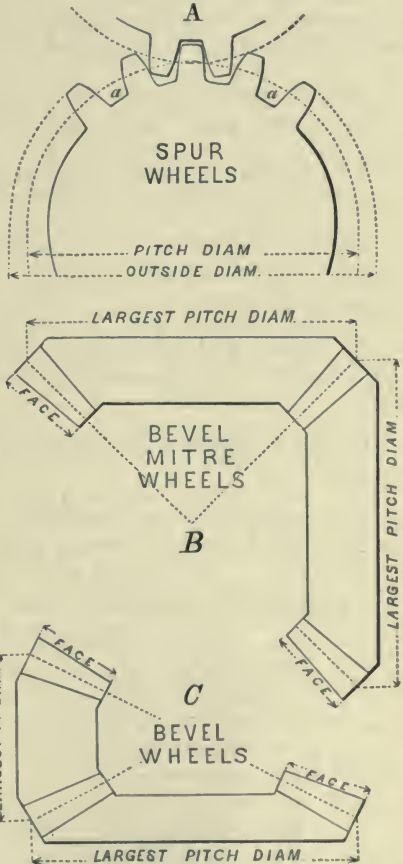 A
a
a
SPUR
WHEELS
PITCH DIAM
OUTSIDE DIAM.
LARGEST PITCH DIAM.
FACE
BEVEL
MITRE
WHEELS
B
LARGEST PITCH DIAM.
FACE
FACE
C
BEVEL
WHEELS
FACE
LARGEST PITCH DIAM